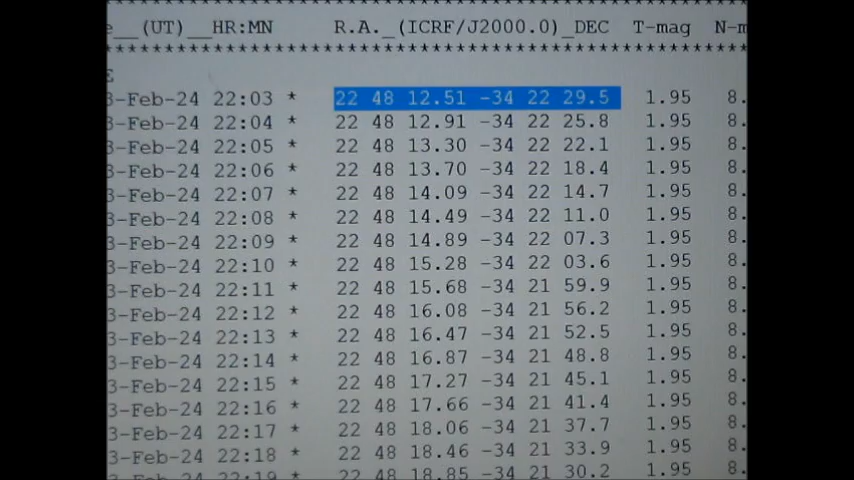 e__(UT)__HR:MN R.A._(ICRF/J2000.0)_DEC T-mag N-m
*******************************************************
E
3-Feb-24 22:03 * 22 48 12.51 -34 22 29.5 1.95 8.
3-Feb-24 22:04 * 22 48 12.91 -34 22 25.8 1.95 8.
3-Feb-24 22:05 * 22 48 13.30 -34 22 22.1 1.95 8.
3-Feb-24 22:06 * 22 48 13.70 -34 22 18.4 1.95 8.
3-Feb-24 22:07 * 22 48 14.09 -34 22 14.7 1.95 8.
3-Feb-24 22:08 * 22 48 14.49 -34 22 11.0 1.95 8.
3-Feb-24 22:09 * 22 48 14.89 -34 22 07.3 1.95 8.
3-Feb-24 22:10 * 22 48 15.28 -34 22 03.6 1.95 8.
3-Feb-24 22:11 * 22 48 15.68 -34 21 59.9 1.95 8.
3-Feb-24 22:12 * 22 48 16.08 -34 21 56.2 1.95 8.
3-Feb-24 22:13 * 22 48 16.47 -34 21 52.5 1.95 8.
3-Feb-24 22:14 * 22 48 16.87 -34 21 48.8 1.95 8.
3-Feb-24 22:15 * 22 48 17.27 -34 21 45.1 1.95 8.
3-Feb-24 22:16 * 22 48 17.66 -34 21 41.4 1.95 8.
3-Feb-24 22:17 * 22 48 18.06 -34 21 37.7 1.95 8.
3-Feb-24 22:18 * 22 48 18.46 -34 21 33.9 1.95 8.
3-Feb-24 22:19 * 22 48 18.85 -34 21 30.2 1.95 8.